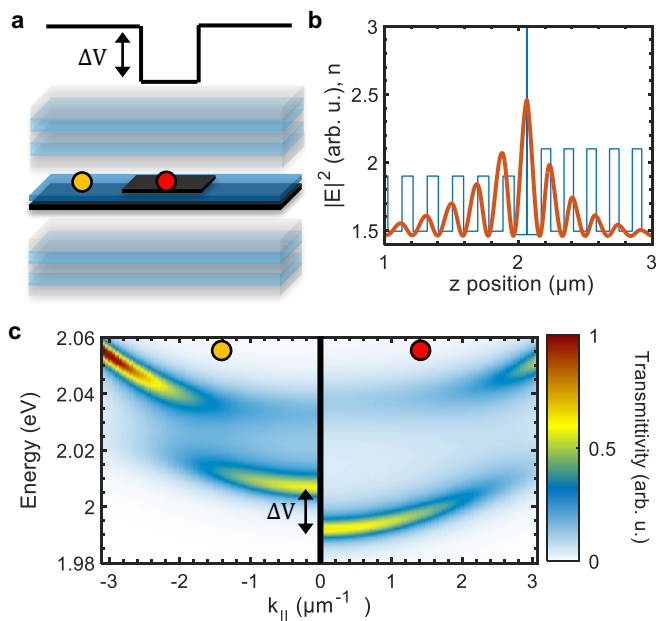 a
ΔV
b
|E|² (arb. u.), n
3
2.5
2
1.5
1
2
3
z position (μm)
c
Energy (eV)
2.06
2.04
2.02
2
1.98
ΔV
-3
-2
-1
0
1
2
3
k|| (μm⁻¹ )
1
0.5
0
Transmittivity (arb. u.)